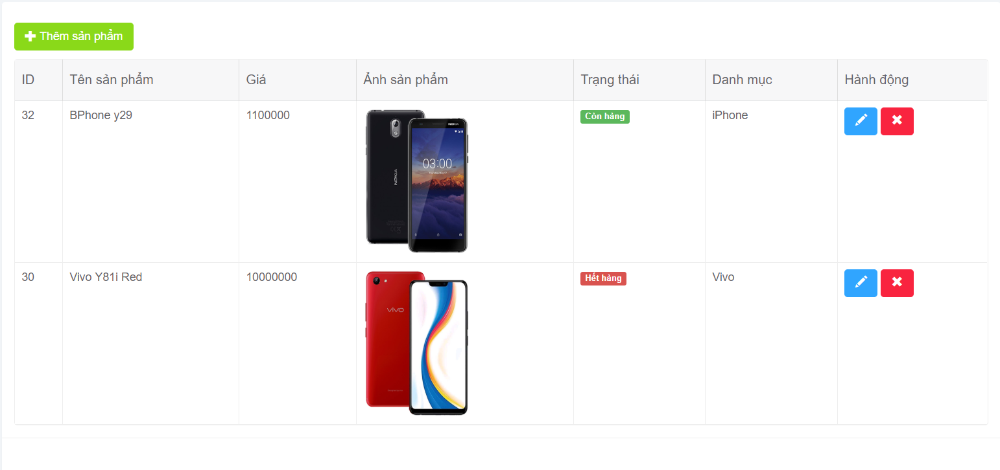 Thêm sản phẩm
ID Tên sản phẩm Giá Ảnh sản phẩm Trạng thái Danh mục Hành động
32 BPhone y29 1100000 Còn hàng iPhone
NOKIA
03:00
NOKIA
30 Vivo Y81i Red 10000000 Hết hàng Vivo
vivo